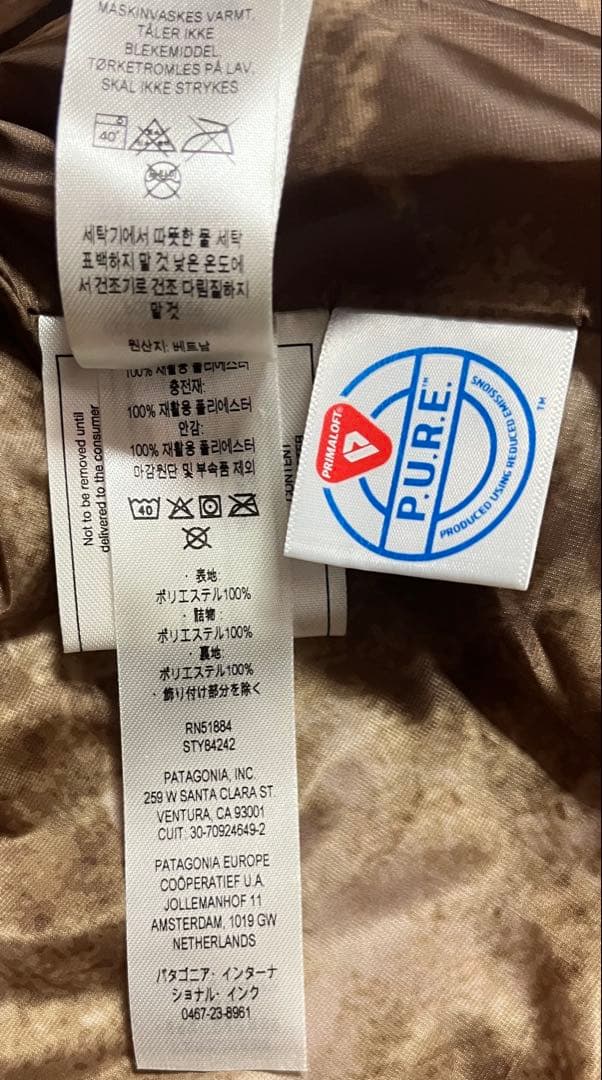 MASKINVASKES VARMT,
TÅLER IKKE
BLEKEMIDDEL,
TØRKETROMLES PÅ LAV,
SKAL IKKE STRYKES
40°
세탁기에서 따뜻한 물 세탁
표백하지 말 것 낮은 온도에
서 건조기로 건조 다림질하지
말 것
원산지: 베트남
100% 재활용 폴리에스터
충전재:
100% 재활용 폴리에스터
안감:
100% 재활용 폴리에스터
마감원단 및 부속품 제외
40
・表地:
ポリエステル100%
・詰物:
ポリエステル100%
・裏地:
ポリエステル100%
・飾り付け部分を除く
RN51884
STY84242
PATAGONIA, INC.
259 W SANTA CLARA ST.
VENTURA, CA 93001
CUIT: 30-70924649-2
PATAGONIA EUROPE
COÖPERATIEF U.A.
JOLLEMANHOF 11
AMSTERDAM, 1019 GW
NETHERLANDS
パタゴニア・インターナ
ショナル・インク
0467-23-8961
Not to be removed until
delivered to the consumer
CONTENT
PRIMALOFT®
P.U.R.E.™
PRODUCED USING REDUCED EMISSIONS
™